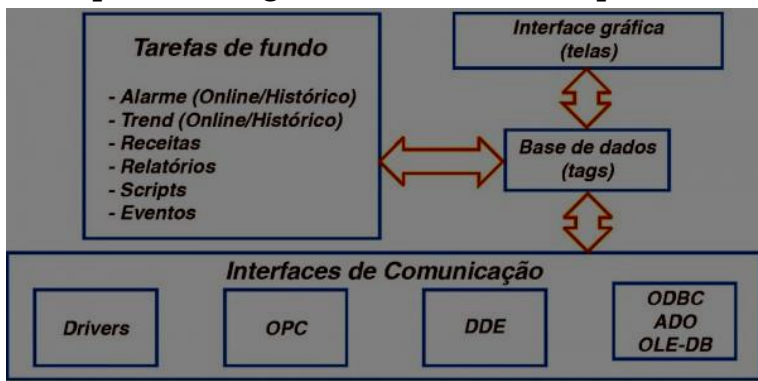 Tarefas de fundo
- Alarme (Online/Histórico)
- Trend (Online/Histórico)
- Receitas
- Relatórios
- Scripts
- Eventos
Interface gráfica
(telas)
Base de dados
(tags)
Interfaces de Comunicação
Drivers
OPC
DDE
ODBC
ADO
OLE-DB